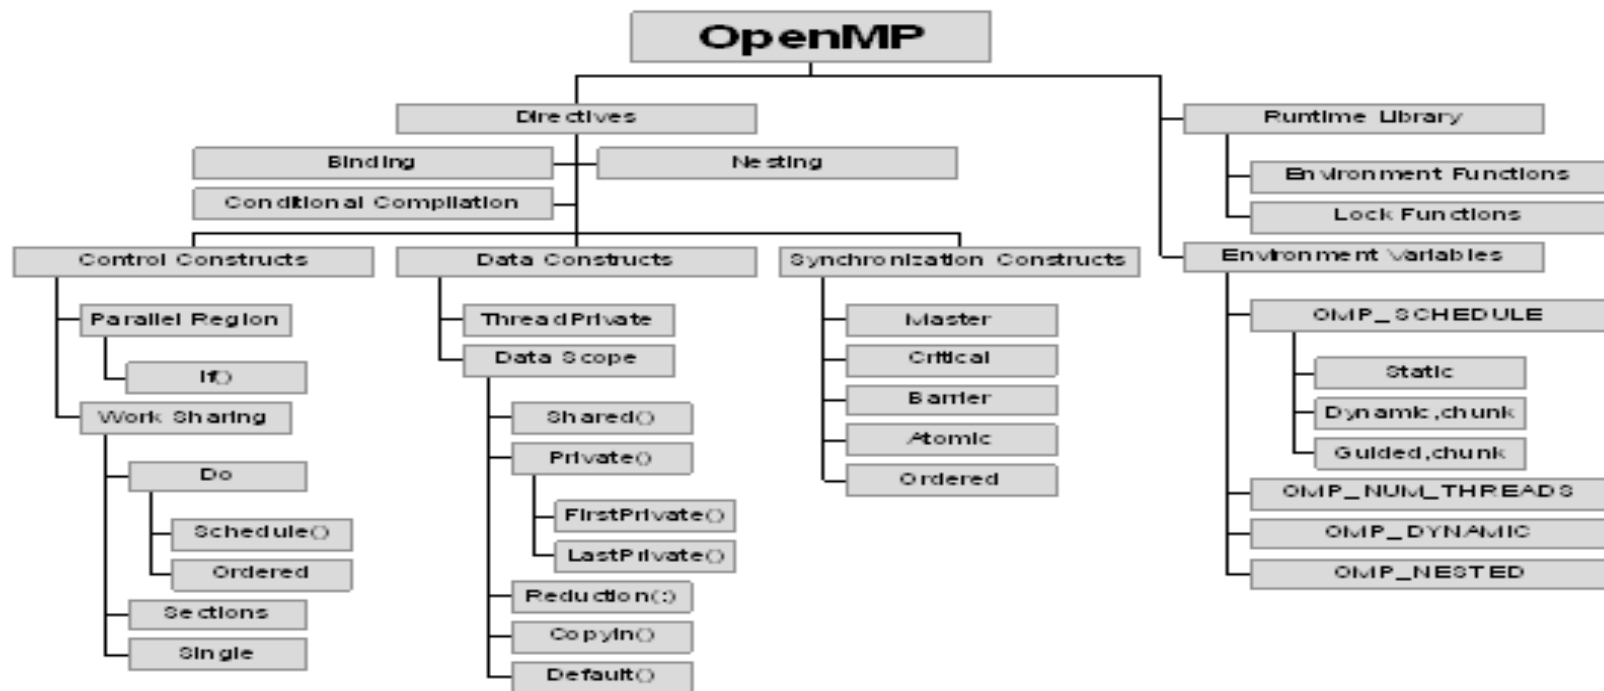 OpenMP
Directives
Runtime Library
Binding
Nesting
Environment Functions
Conditional Compilation
Lock Functions
Control Constructs
Data Constructs
Synchronization Constructs
Environment Variables
Parallel Region
ThreadPrivate
Master
OMP_SCHEDULE
Data Scope
Critical
If()
Static
Work Sharing
Shared()
Barrier
Dynamic,chunk
Private()
Atomic
Guided,chunk
Do
Ordered
OMP_NUM_THREADS
FirstPrivate()
Schedule()
OMP_DYNAMIC
LastPrivate()
Ordered
OMP_NESTED
Reduction(:)
Sections
CopyIn()
Single
Default()